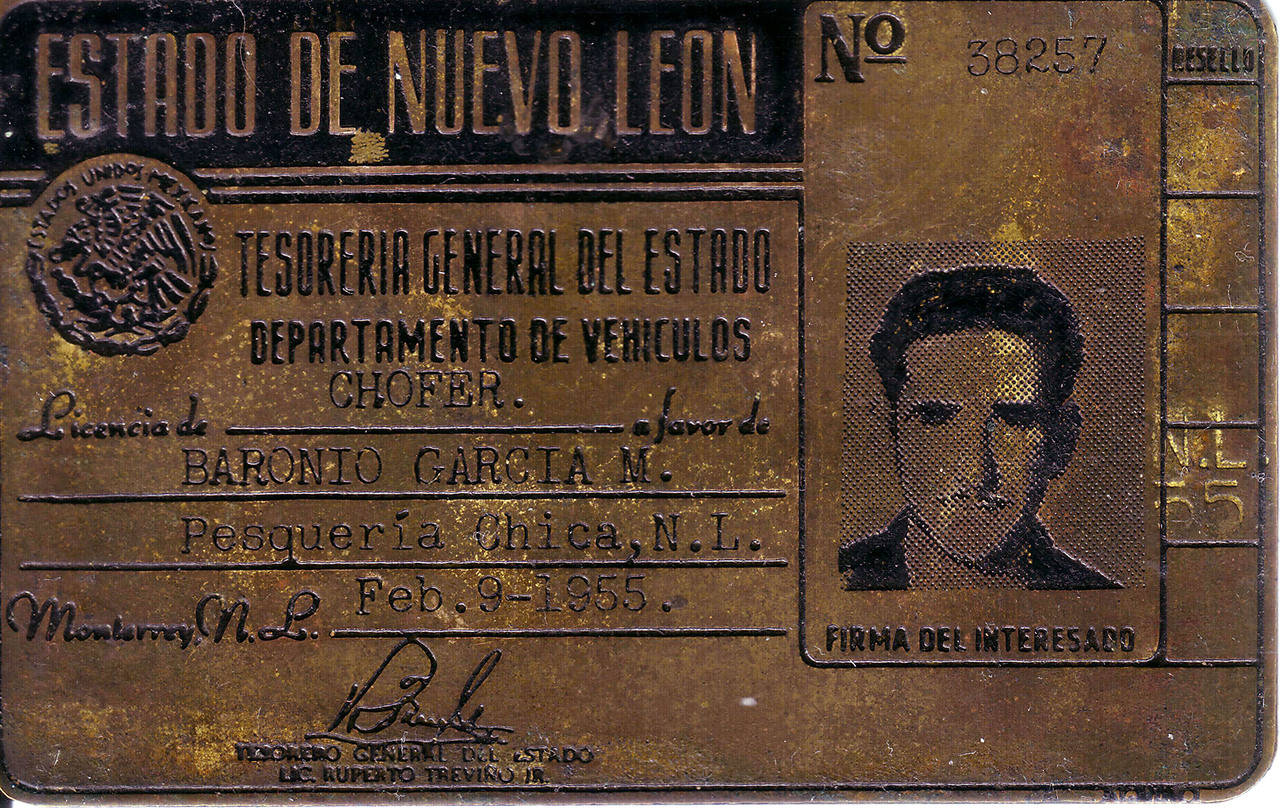 ESTADO DE NUEVO LEON
Nº 38257
RESELLO
ESTADOS UNIDOS MEXICANOS
TESORERIA GENERAL DEL ESTADO
DEPARTAMENTO DE VEHICULOS
CHOFER.
Licencia de a favor de
BARONIO GARCIA M.
Pesquería Chica, N.L.
Feb. 9-1955.
Monterrey, N. L.
N.L
55
FIRMA DEL INTERESADO
TESORERO GENERAL DEL ESTADO
LIC. RUPERTO TREVIÑO JR.